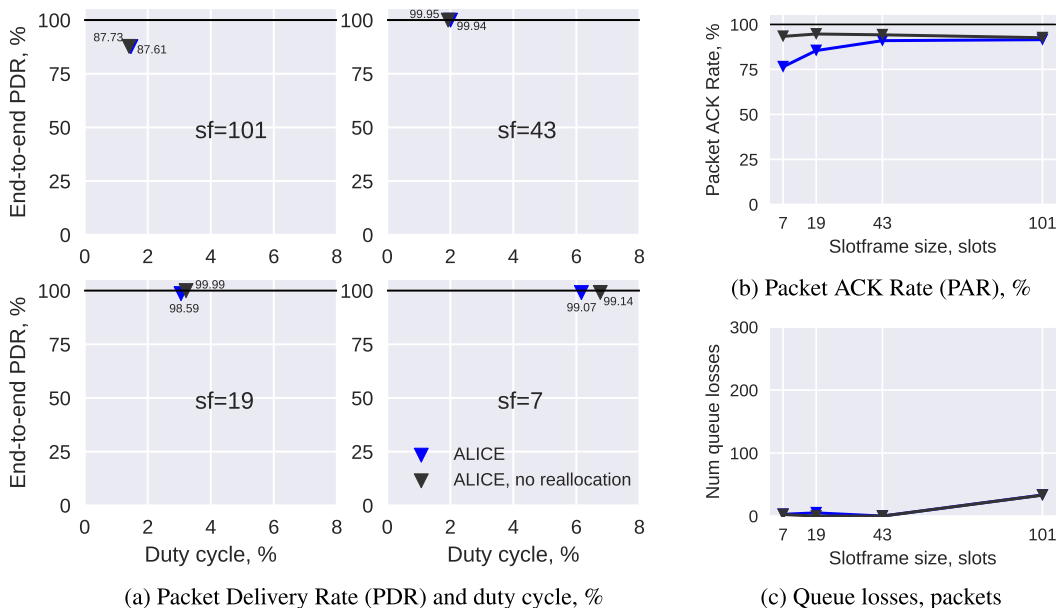 End-to-end PDR, %
100
75
50
25
0
87.73
87.61
sf=101
0 2 4 6 8
100
75
50
25
0
99.95
99.94
sf=43
0 2 4 6 8
End-to-end PDR, %
100
75
50
25
0
99.99
98.59
sf=19
0 2 4 6 8
Duty cycle, %
100
75
50
25
0
99.07
99.14
sf=7
ALICE
ALICE, no reallocation
0 2 4 6 8
Duty cycle, %
(a) Packet Delivery Rate (PDR) and duty cycle, %
Packet ACK Rate, %
100
75
50
25
0
7 19 43 101
Slotframe size, slots
(b) Packet ACK Rate (PAR), %
Num queue losses
300
200
100
0
7 19 43 101
Slotframe size, slots
(c) Queue losses, packets